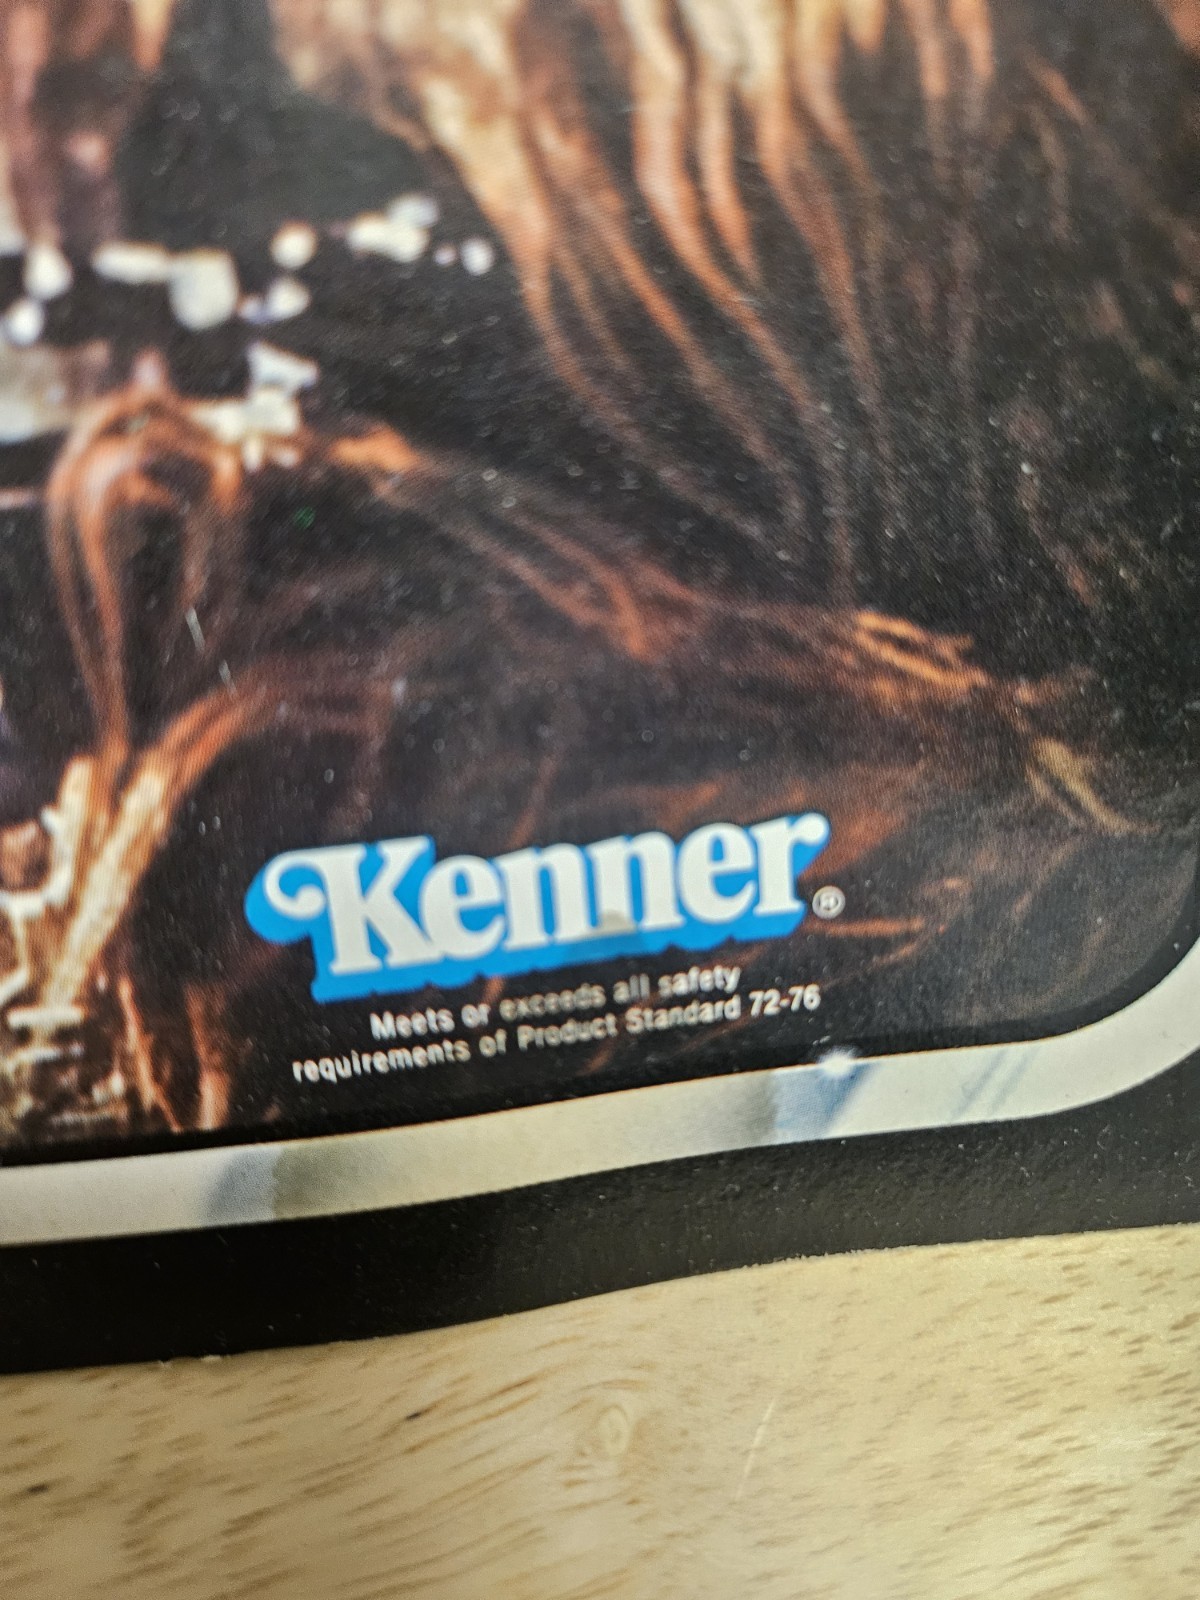 Kenner®
Meets or exceeds all safety
requirements of Product Standard 72-76